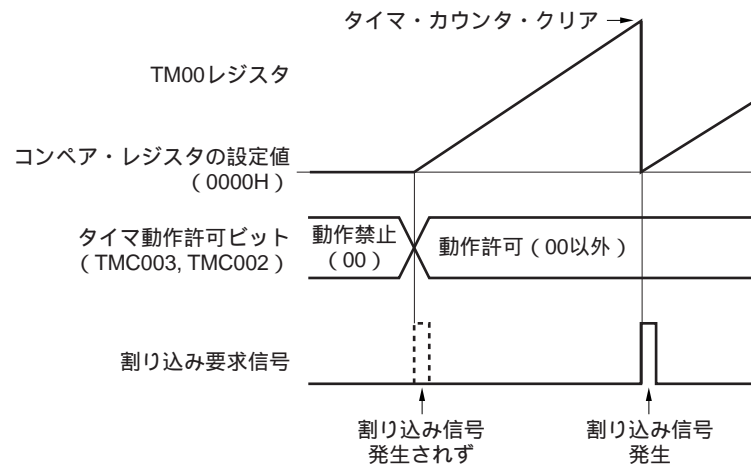 タイマ・カウンタ・クリア
TM00レジスタ
コンペア・レジスタの設定値
（0000H）
タイマ動作許可ビット
（TMC003, TMC002）
動作禁止
（00）
動作許可（00以外）
割り込み要求信号
割り込み信号
発生されず
割り込み信号
発生